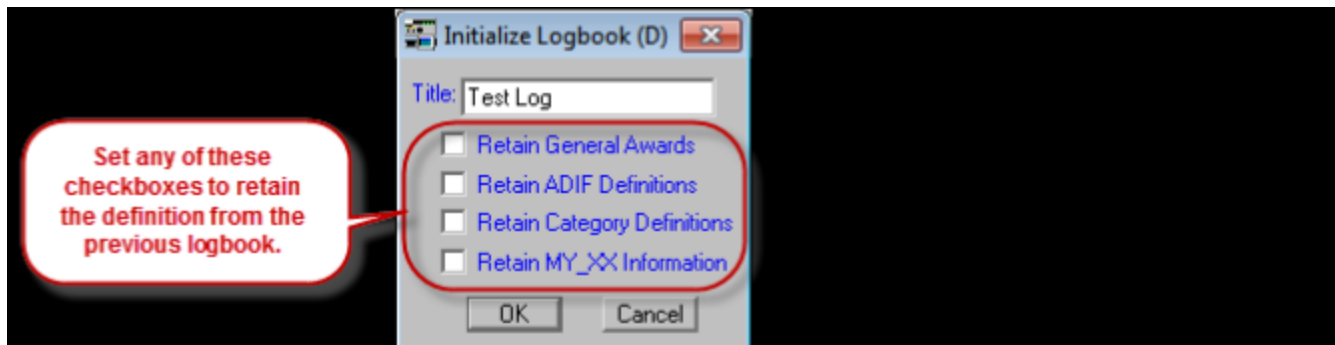 Initialize Logbook (D)
Title: Test Log
Set any of these
checkboxes to retain
the definition from the
previous logbook.
Retain General Awards
Retain ADIF Definitions
Retain Category Definitions
Retain MY_XX Information
OK Cancel